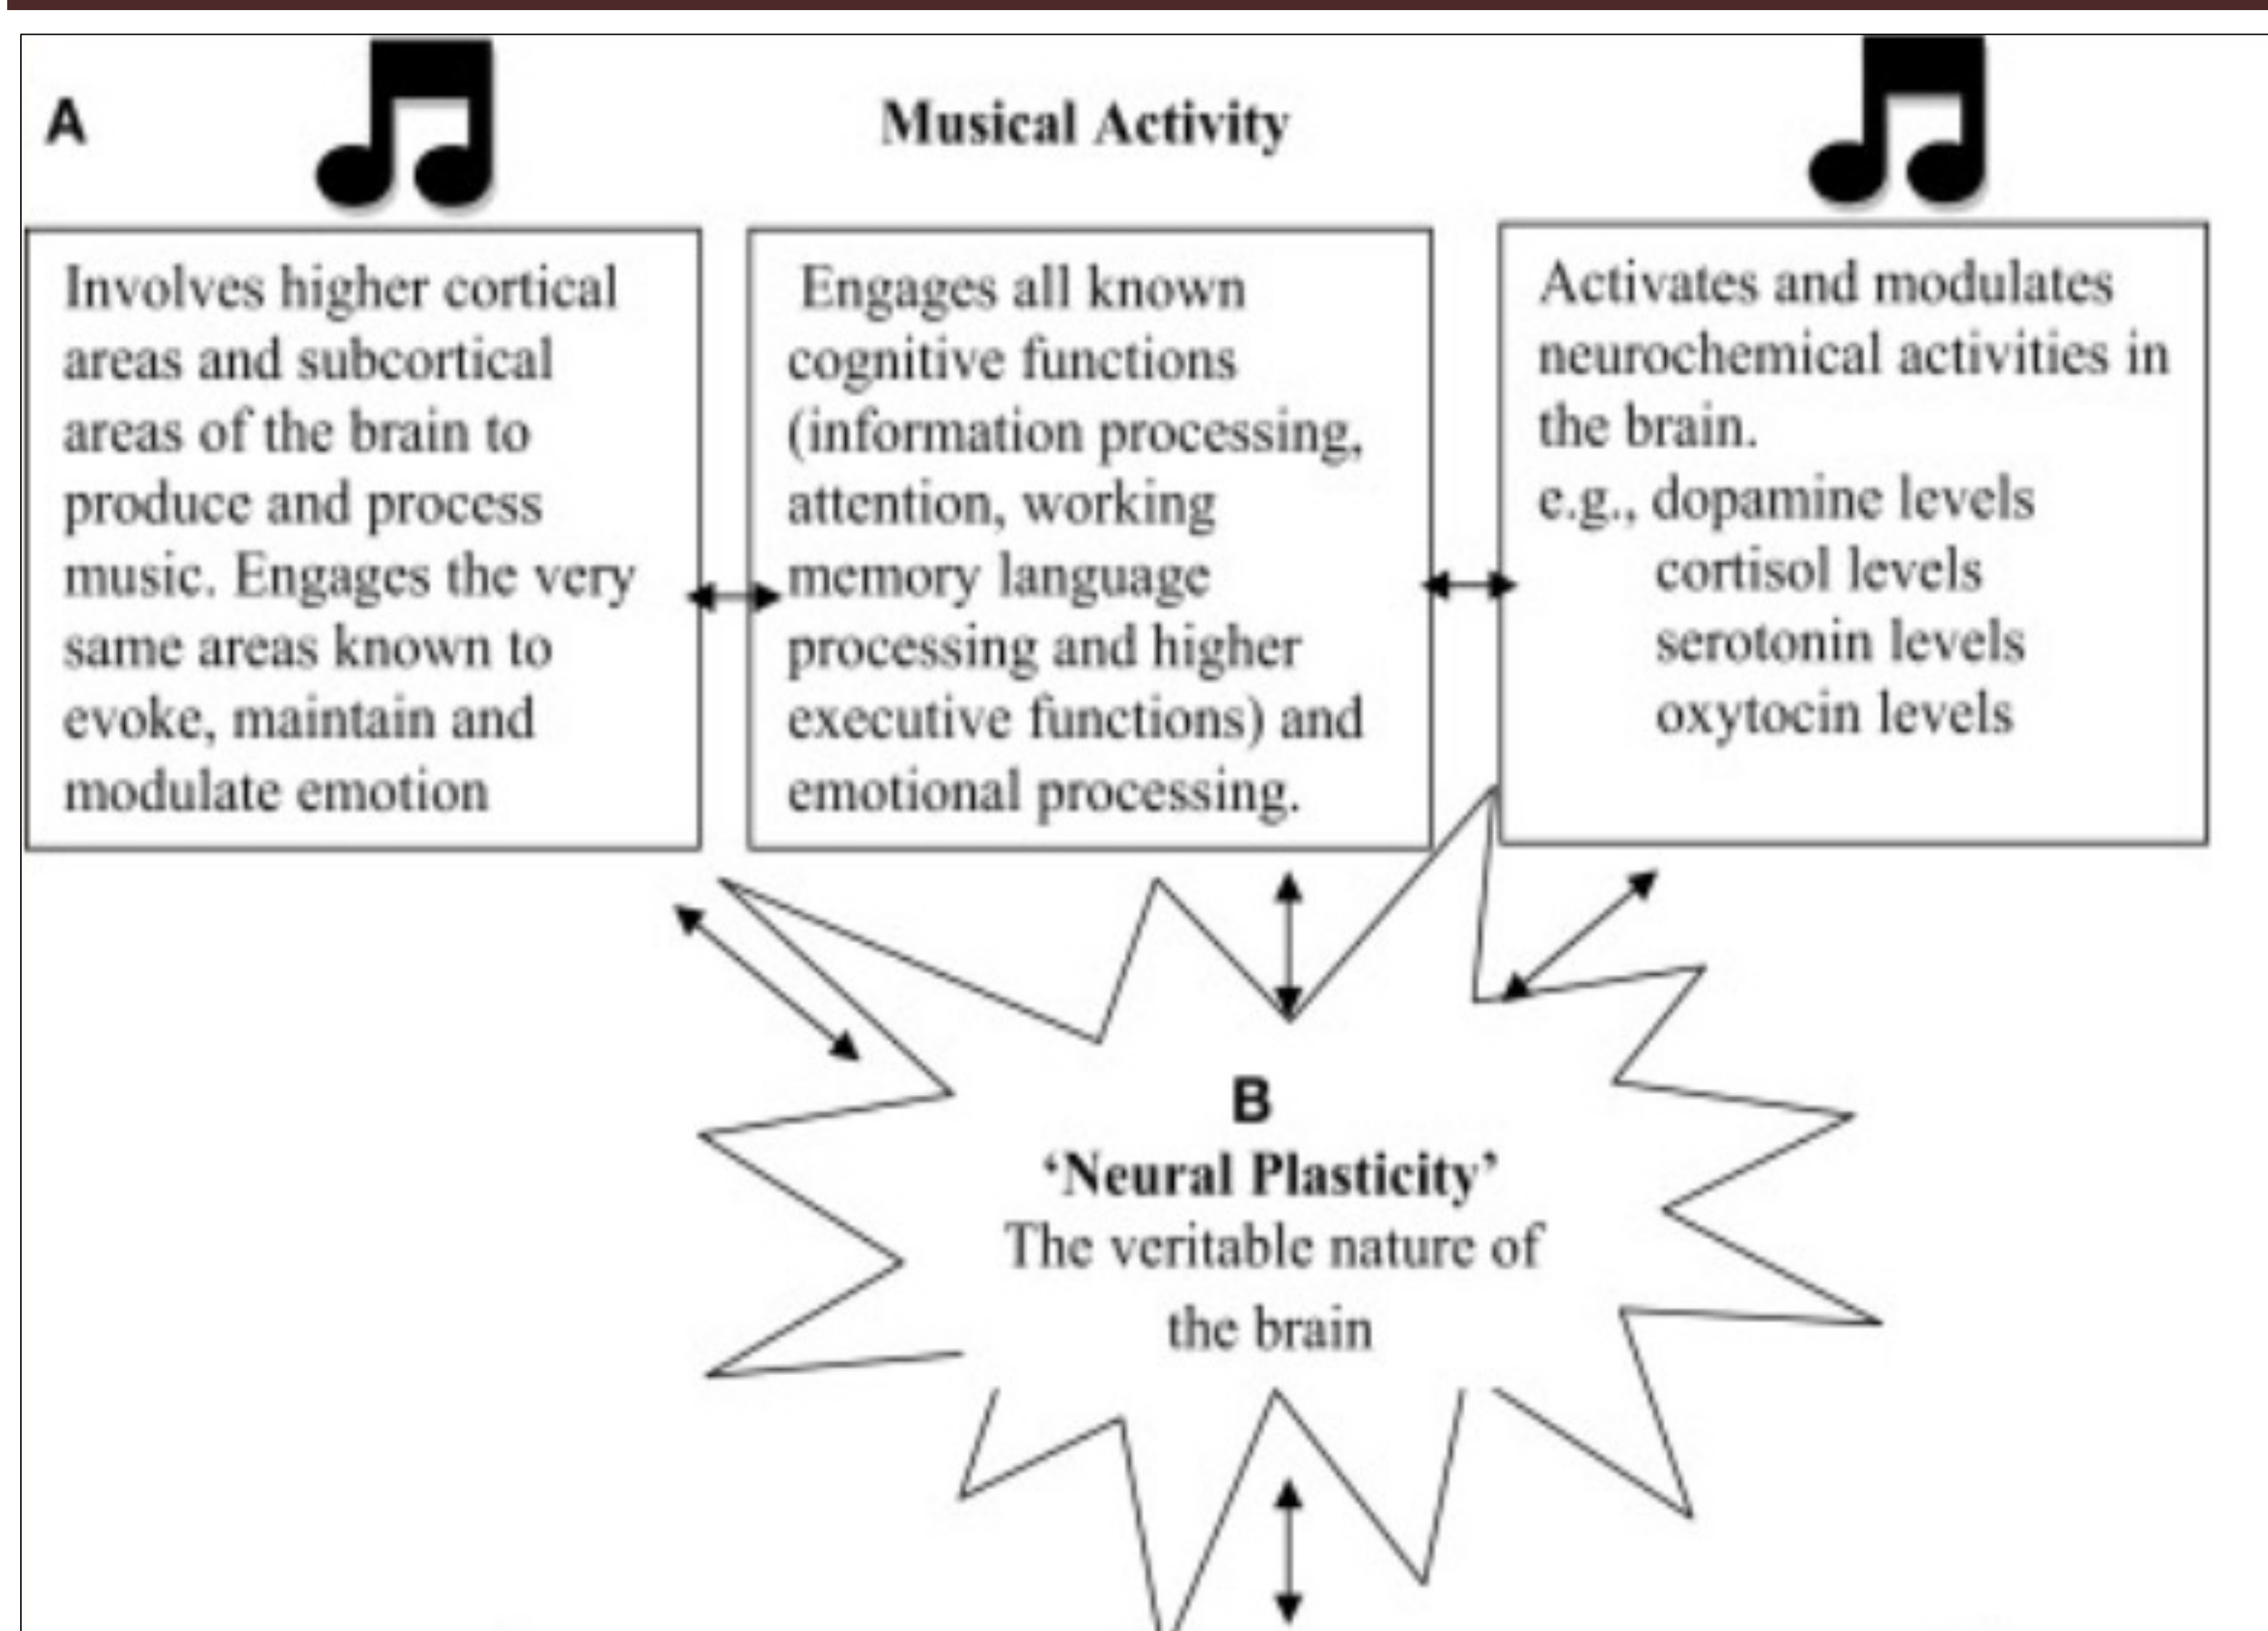 A
Musical Activity
Involves higher cortical
areas and subcortical
areas of the brain to
produce and process
music. Engages the very
same areas known to
evoke, maintain and
modulate emotion
Engages all known
cognitive functions
(information processing,
attention, working
memory language
processing and higher
executive functions) and
emotional processing.
Activates and modulates
neurochemical activities in
the brain.
e.g., dopamine levels
cortisol levels
serotonin levels
oxytocin levels
B
‘Neural Plasticity’
The veritable nature of
the brain